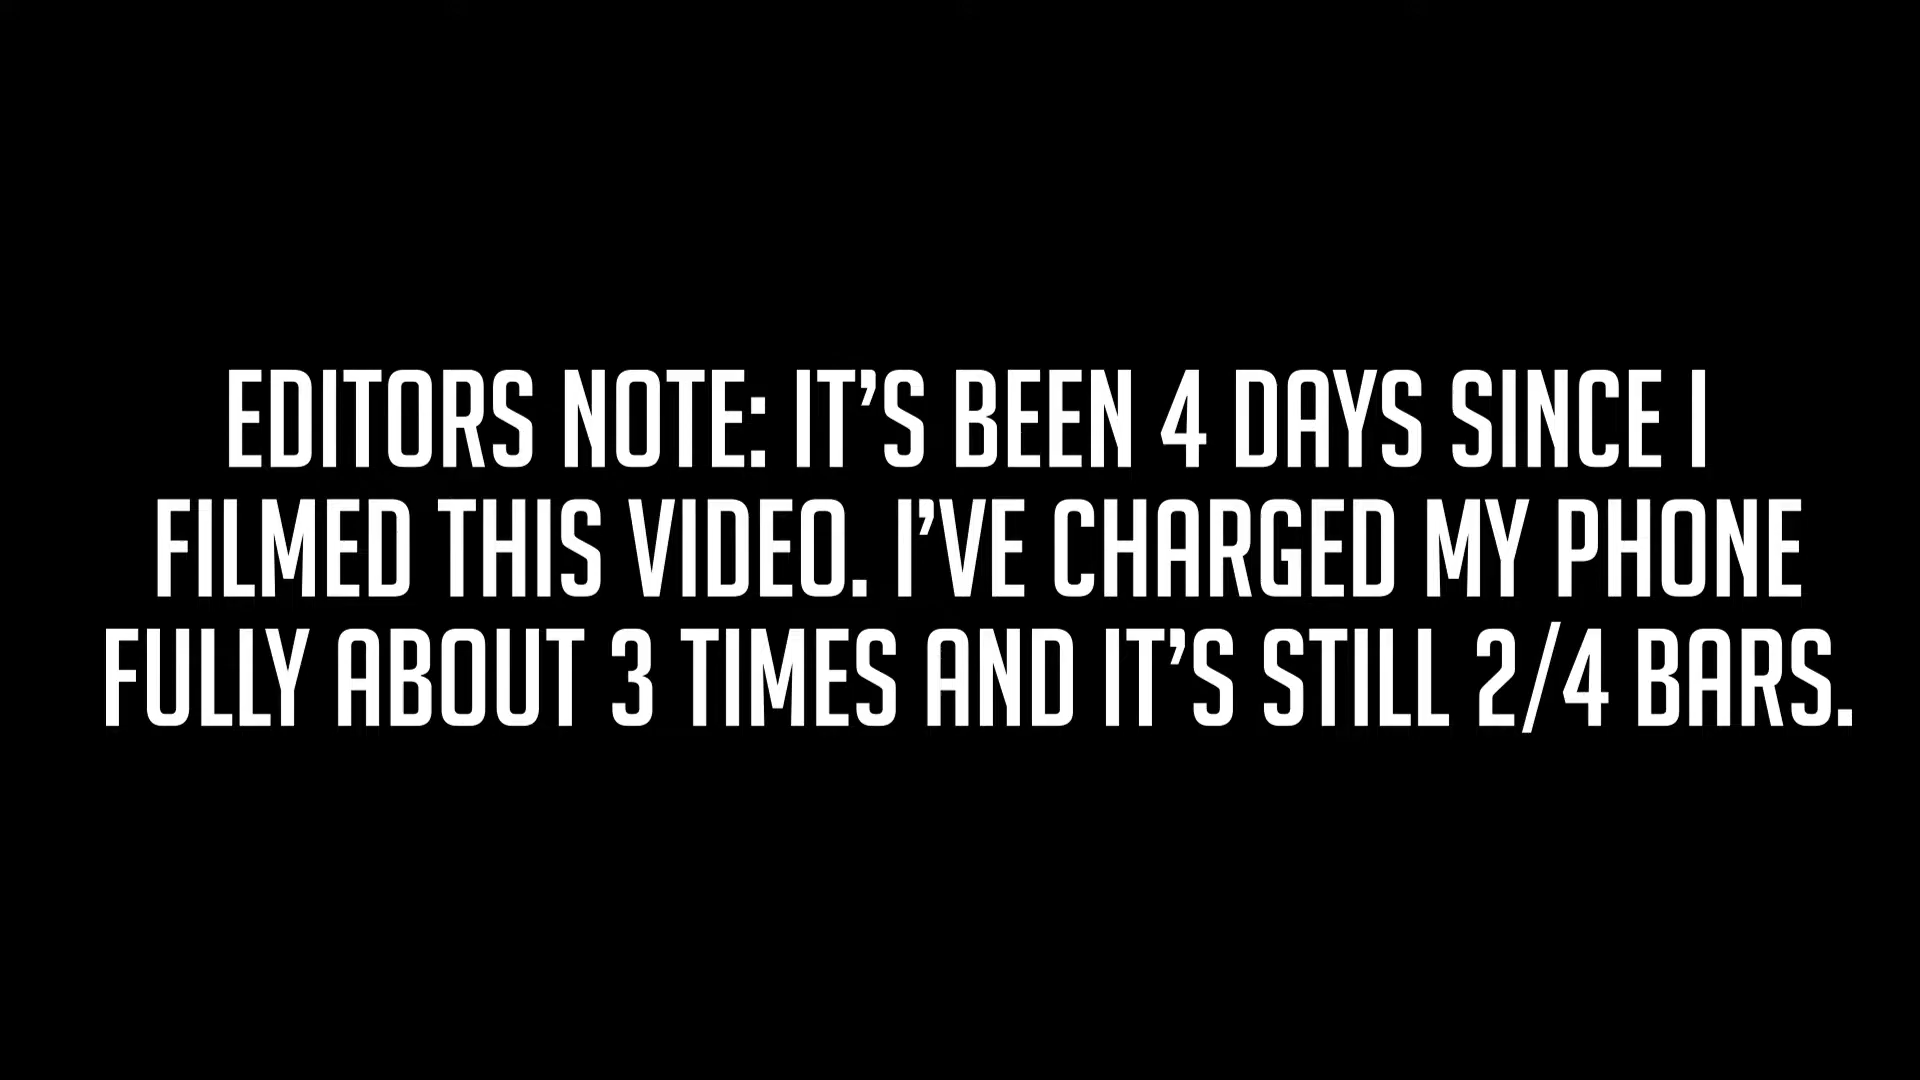 EDITORS NOTE: IT’S BEEN 4 DAYS SINCE I
FILMED THIS VIDEO. I’VE CHARGED MY PHONE
FULLY ABOUT 3 TIMES AND IT’S STILL 2/4 BARS.